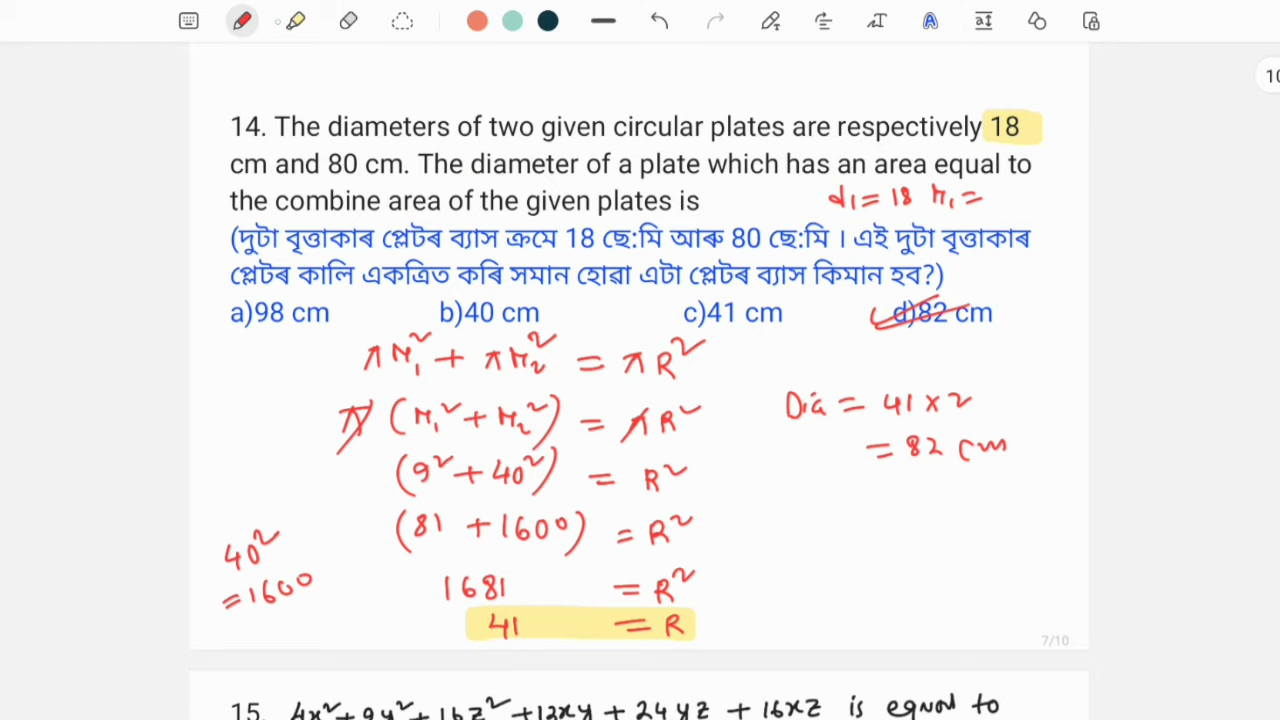 10
14. The diameters of two given circular plates are respectively 18
cm and 80 cm. The diameter of a plate which has an area equal to
the combine area of the given plates is
d₁ = 18 r₁ =
(দুটা বৃত্তাকাৰ প্লেটৰ ব্যাস ক্ৰমে 18 ছে:মি আৰু 80 ছে:মি। এই দুটা বৃত্তাকাৰ
প্লেটৰ কালি একত্ৰিত কৰি সমান হোৱা এটা প্লেটৰ ব্যাস কিমান হব?)
a)98 cm b)40 cm c)41 cm d)82 cm
πr₁² + πr₂² = πR²
π(r₁² + r₂²) = πR²
(9² + 40²) = R²
(81 + 1600) = R²
1681 = R²
41 = R
Dia = 41 × 2
= 82 cm
40²
= 1600
7/10
15. 4x² + 9y² + 16z² + 12xy + 24yz + 16xz is equal to